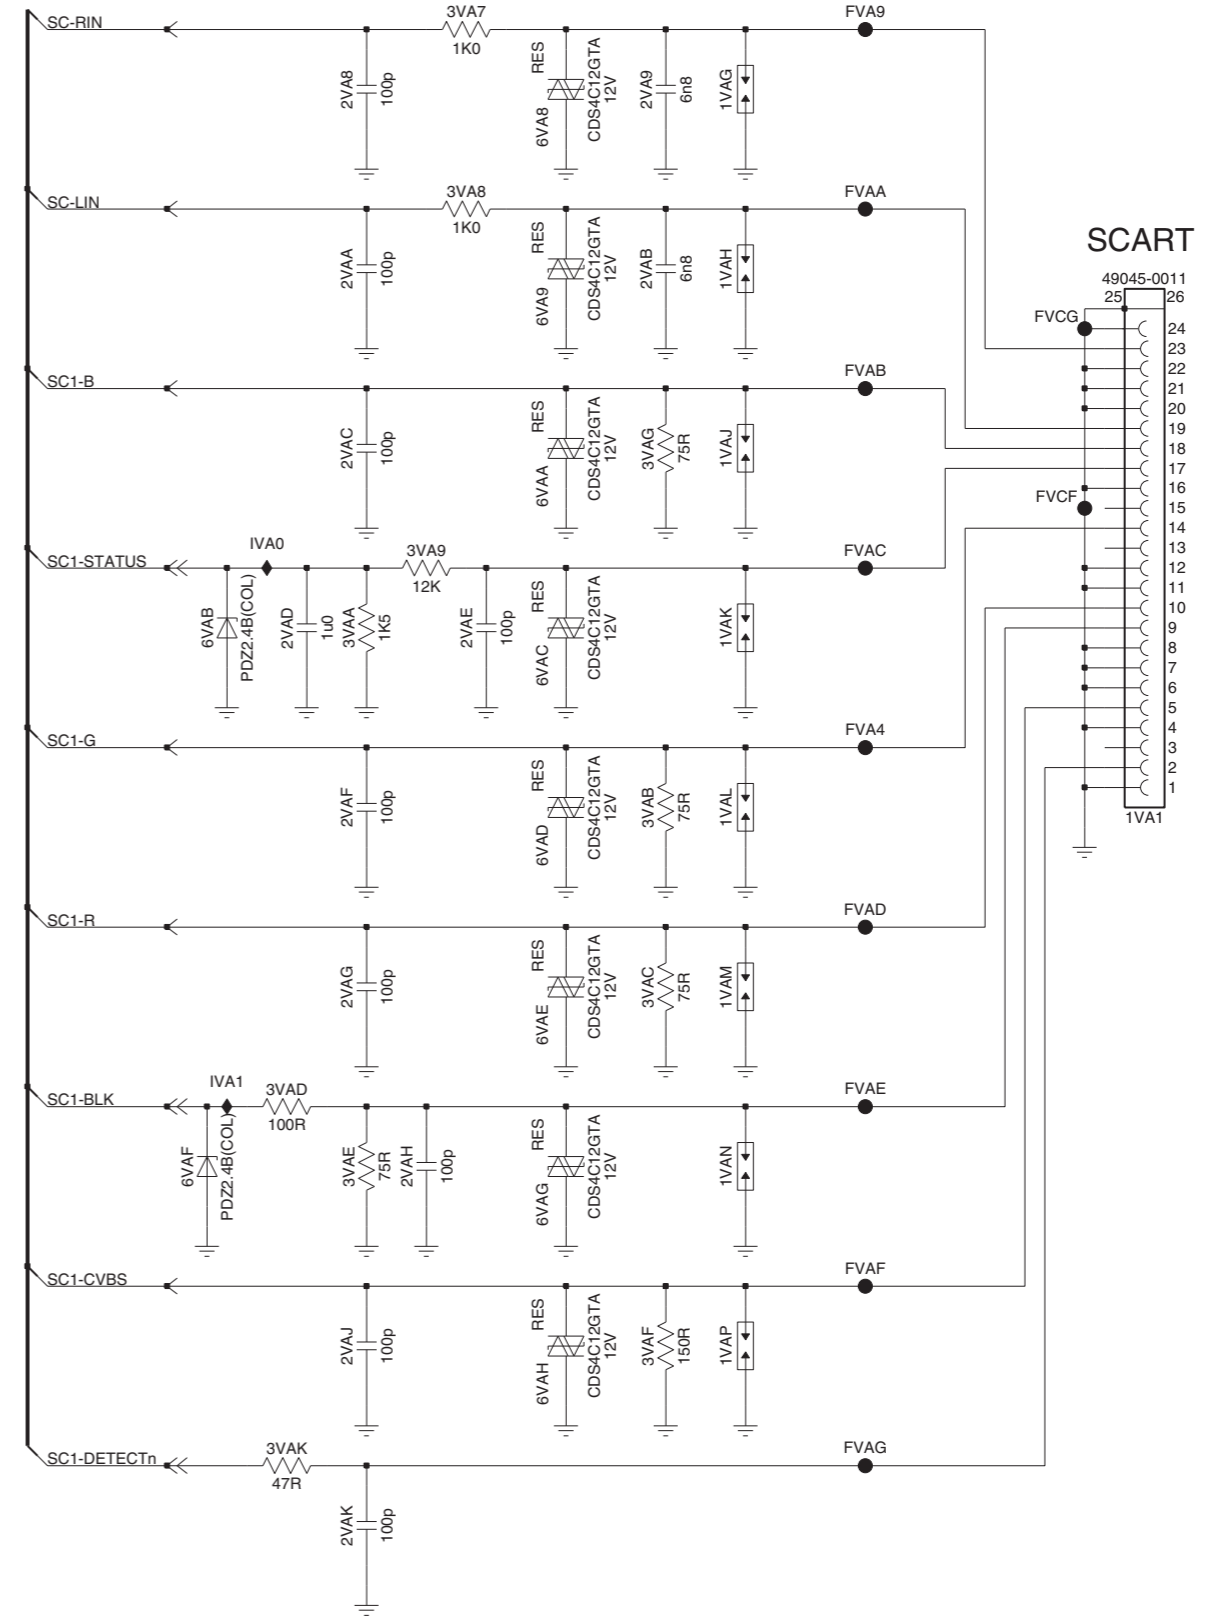 SC-RIN
3VA7
1K0
FVA9
2VA8
100p
RES
6VA8
CDS4C12GTA
12V
2VA9
6n8
1VAG
SC-LIN
3VA8
1K0
FVAA
2VAA
100p
RES
6VA9
CDS4C12GTA
12V
2VAB
6n8
1VAH
SC1-B
FVAB
2VAC
100p
RES
6VAA
CDS4C12GTA
12V
3VAG
75R
1VAJ
SC1-STATUS
IVA0
3VA9
12K
FVAC
6VAB
PDZ2.4B(COL)
2VAD
1u0
3VAA
1K5
2VAE
100p
RES
6VAC
CDS4C12GTA
12V
1VAK
SC1-G
FVA4
2VAF
100p
RES
6VAD
CDS4C12GTA
12V
3VAB
75R
1VAL
SC1-R
FVAD
2VAG
100p
RES
6VAE
CDS4C12GTA
12V
3VAC
75R
1VAM
SC1-BLK
IVA1
3VAD
100R
FVAE
6VAF
PDZ2.4B(COL)
3VAE
75R
2VAH
100p
RES
6VAG
CDS4C12GTA
12V
1VAN
SC1-CVBS
FVAF
2VAJ
100p
RES
6VAH
CDS4C12GTA
12V
3VAF
150R
1VAP
SC1-DETECTn
3VAK
47R
FVAG
2VAK
100p
SCART
49045-0011
25
26
FVCG
24
23
22
21
20
19
18
17
16
FVCF
15
14
13
12
11
10
9
8
7
6
5
4
3
2
1
1VA1